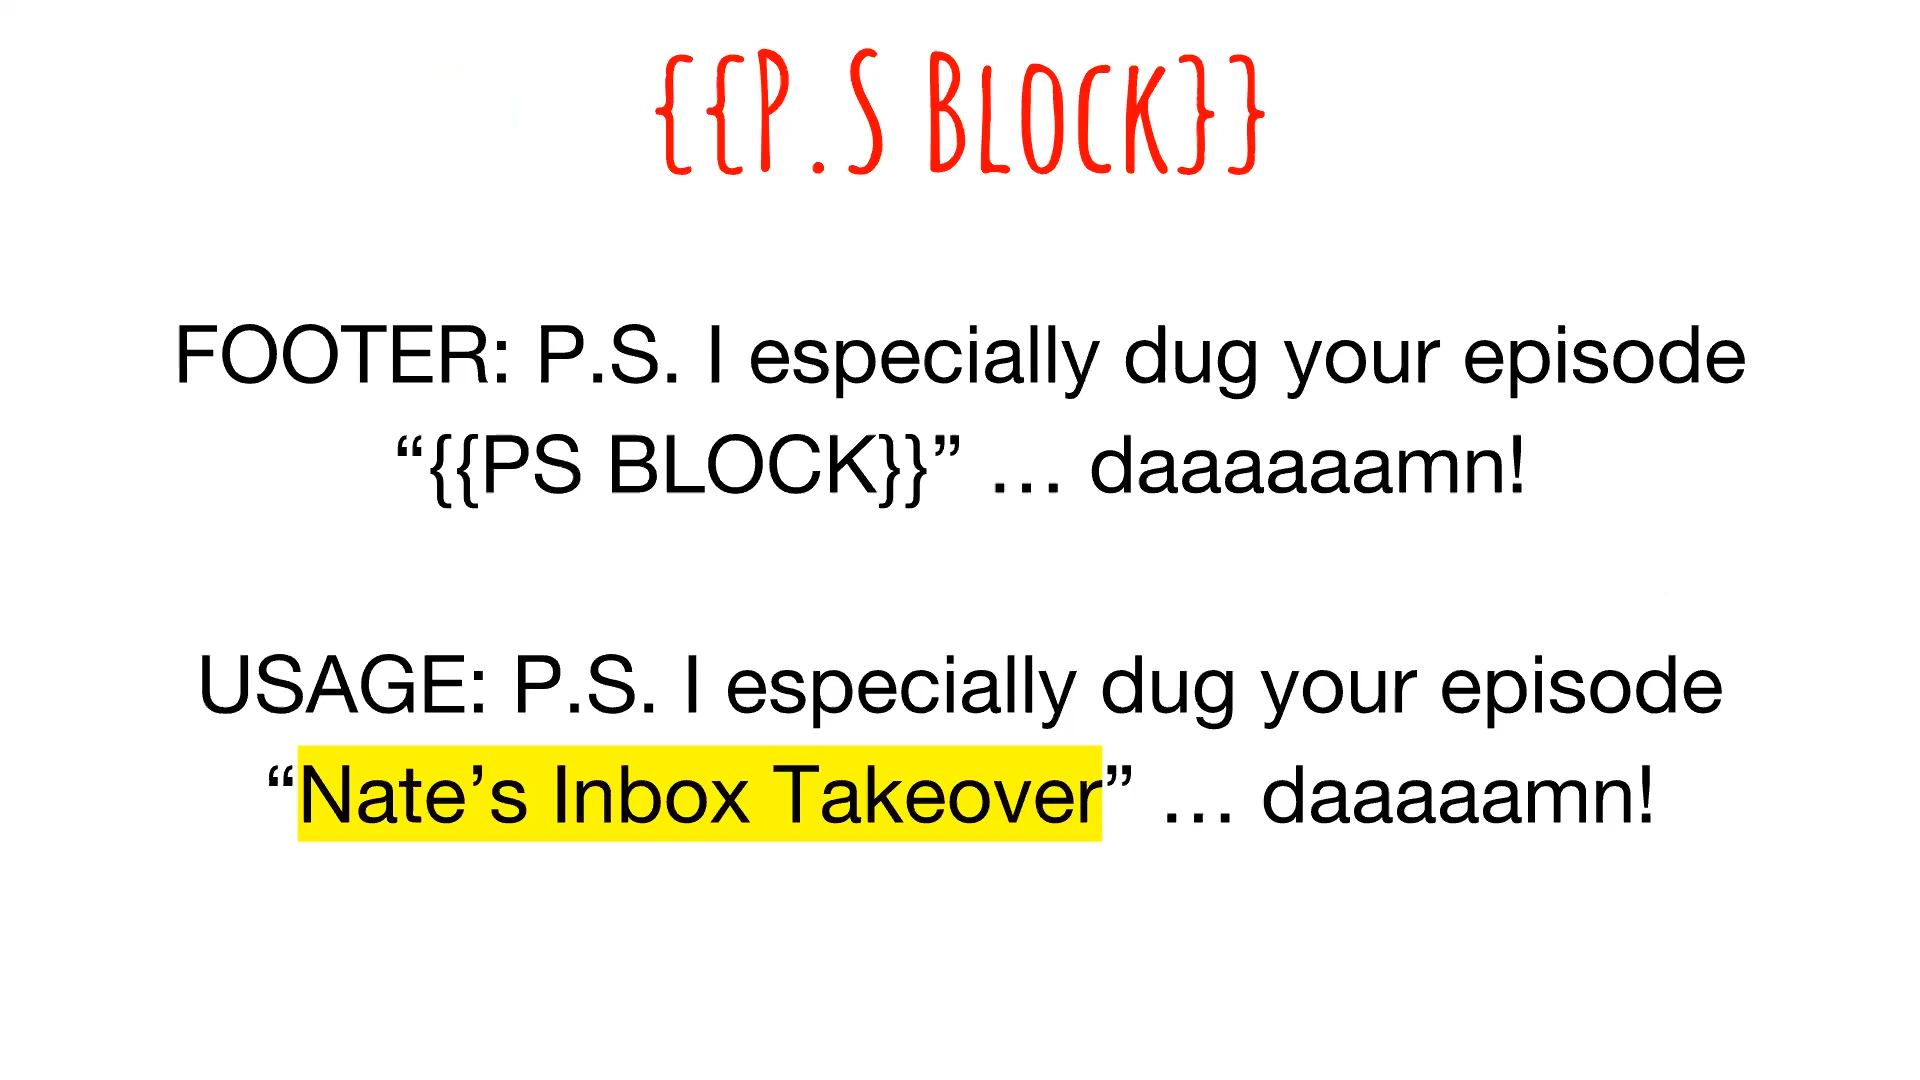 {{P.S BLOCK}}
FOOTER: P.S. I especially dug your episode
“{{PS BLOCK}}” … daaaaaamn!
USAGE: P.S. I especially dug your episode
“Nate’s Inbox Takeover” … daaaaamn!